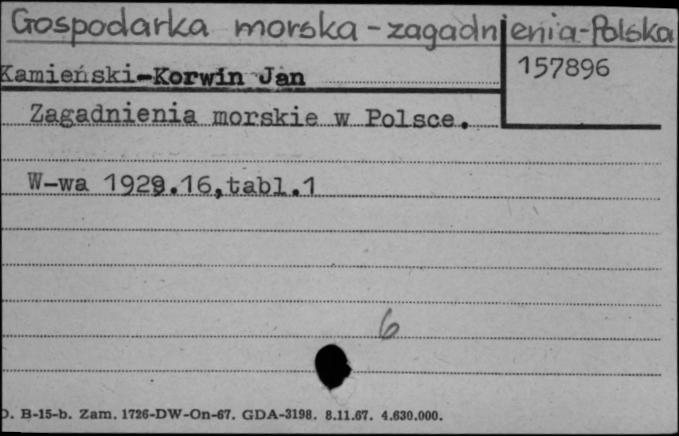 Gospodarka morska - zagadnienia - Polska
Kamieński-Korwin Jan
157896
Zagadnienia morskie w Polsce.
W-wa 1929.16,tabl.1
6
D. B-15-b. Zam. 1726-DW-On-67. GDA-3198. 8.11.67. 4.630.000.